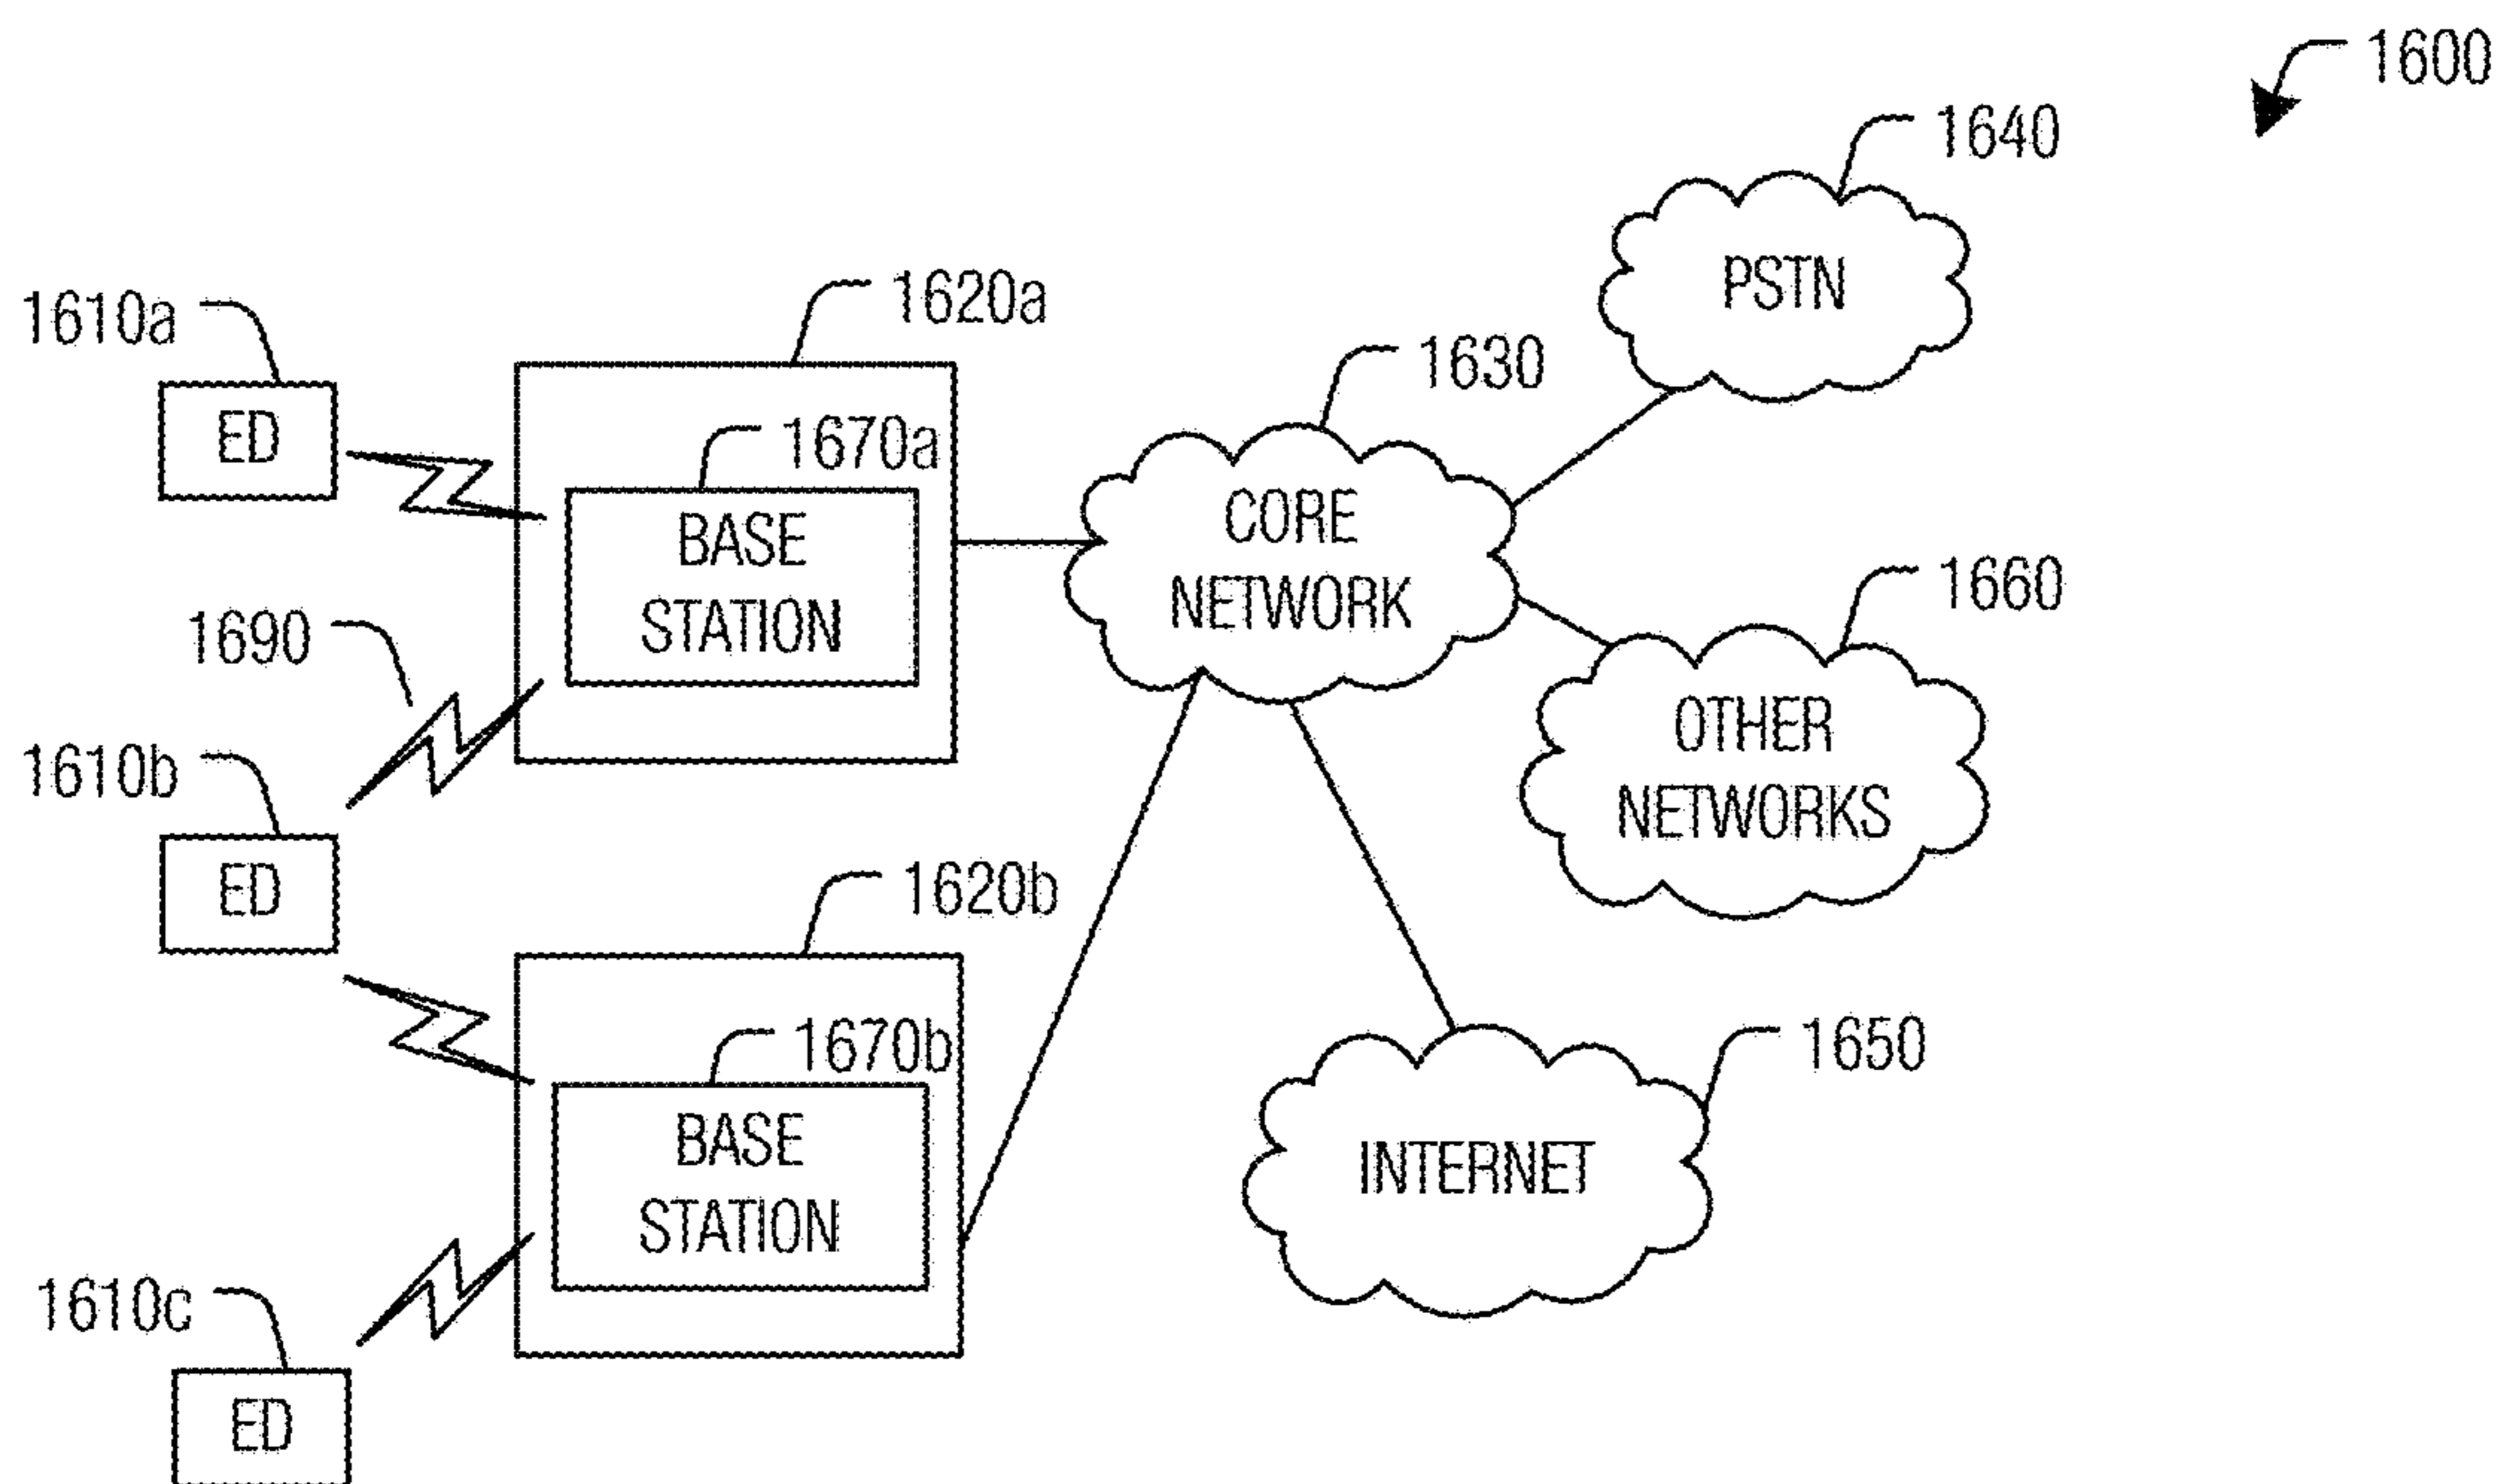 1600
1640
PSTN
1620a
1610a
1630
ED
1670a
CORE
NETWORK
BASE
STATION
1660
1690
OTHER
NETWORKS
1610b
ED
1620b
1670b
1650
BASE
STATION
INTERNET
1610c
ED